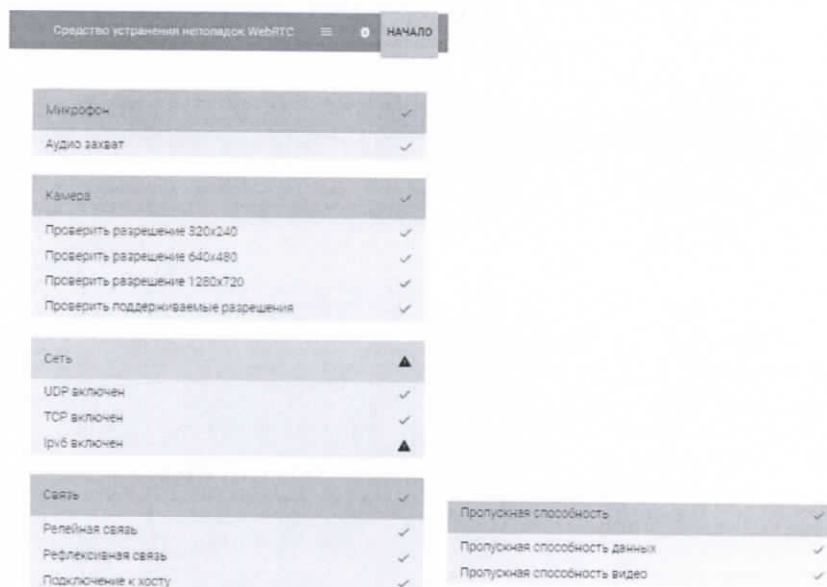 Средство устранения неполадок WebRTC 0 НАЧАЛО
Микрофон
Аудио захват
Камера
Проверить разрешение 320x240
Проверить разрешение 640x480
Проверить разрешение 1280x720
Проверить поддерживаемые разрешения
Сеть
UDP включен
TCP включен
Ipv6 включен
Связь
Релейная связь
Рефлексивная связь
Подключение к хосту
Пропускная способность
Пропускная способность данных
Пропускная способность видео